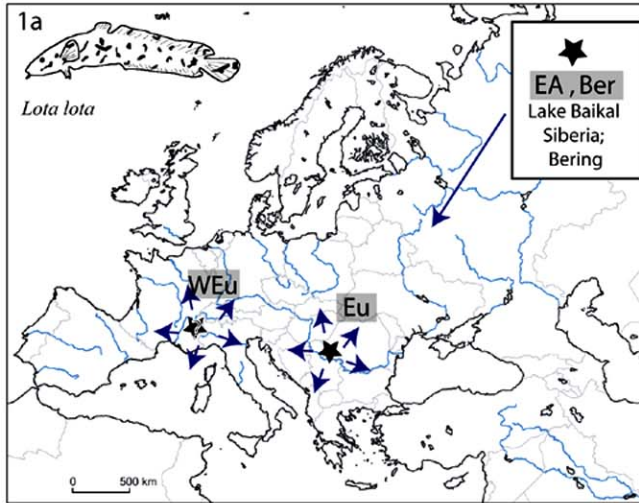 1a
Lota lota
EA , Ber
Lake Baikal
Siberia;
Bering
WEu
Eu
0 500 km